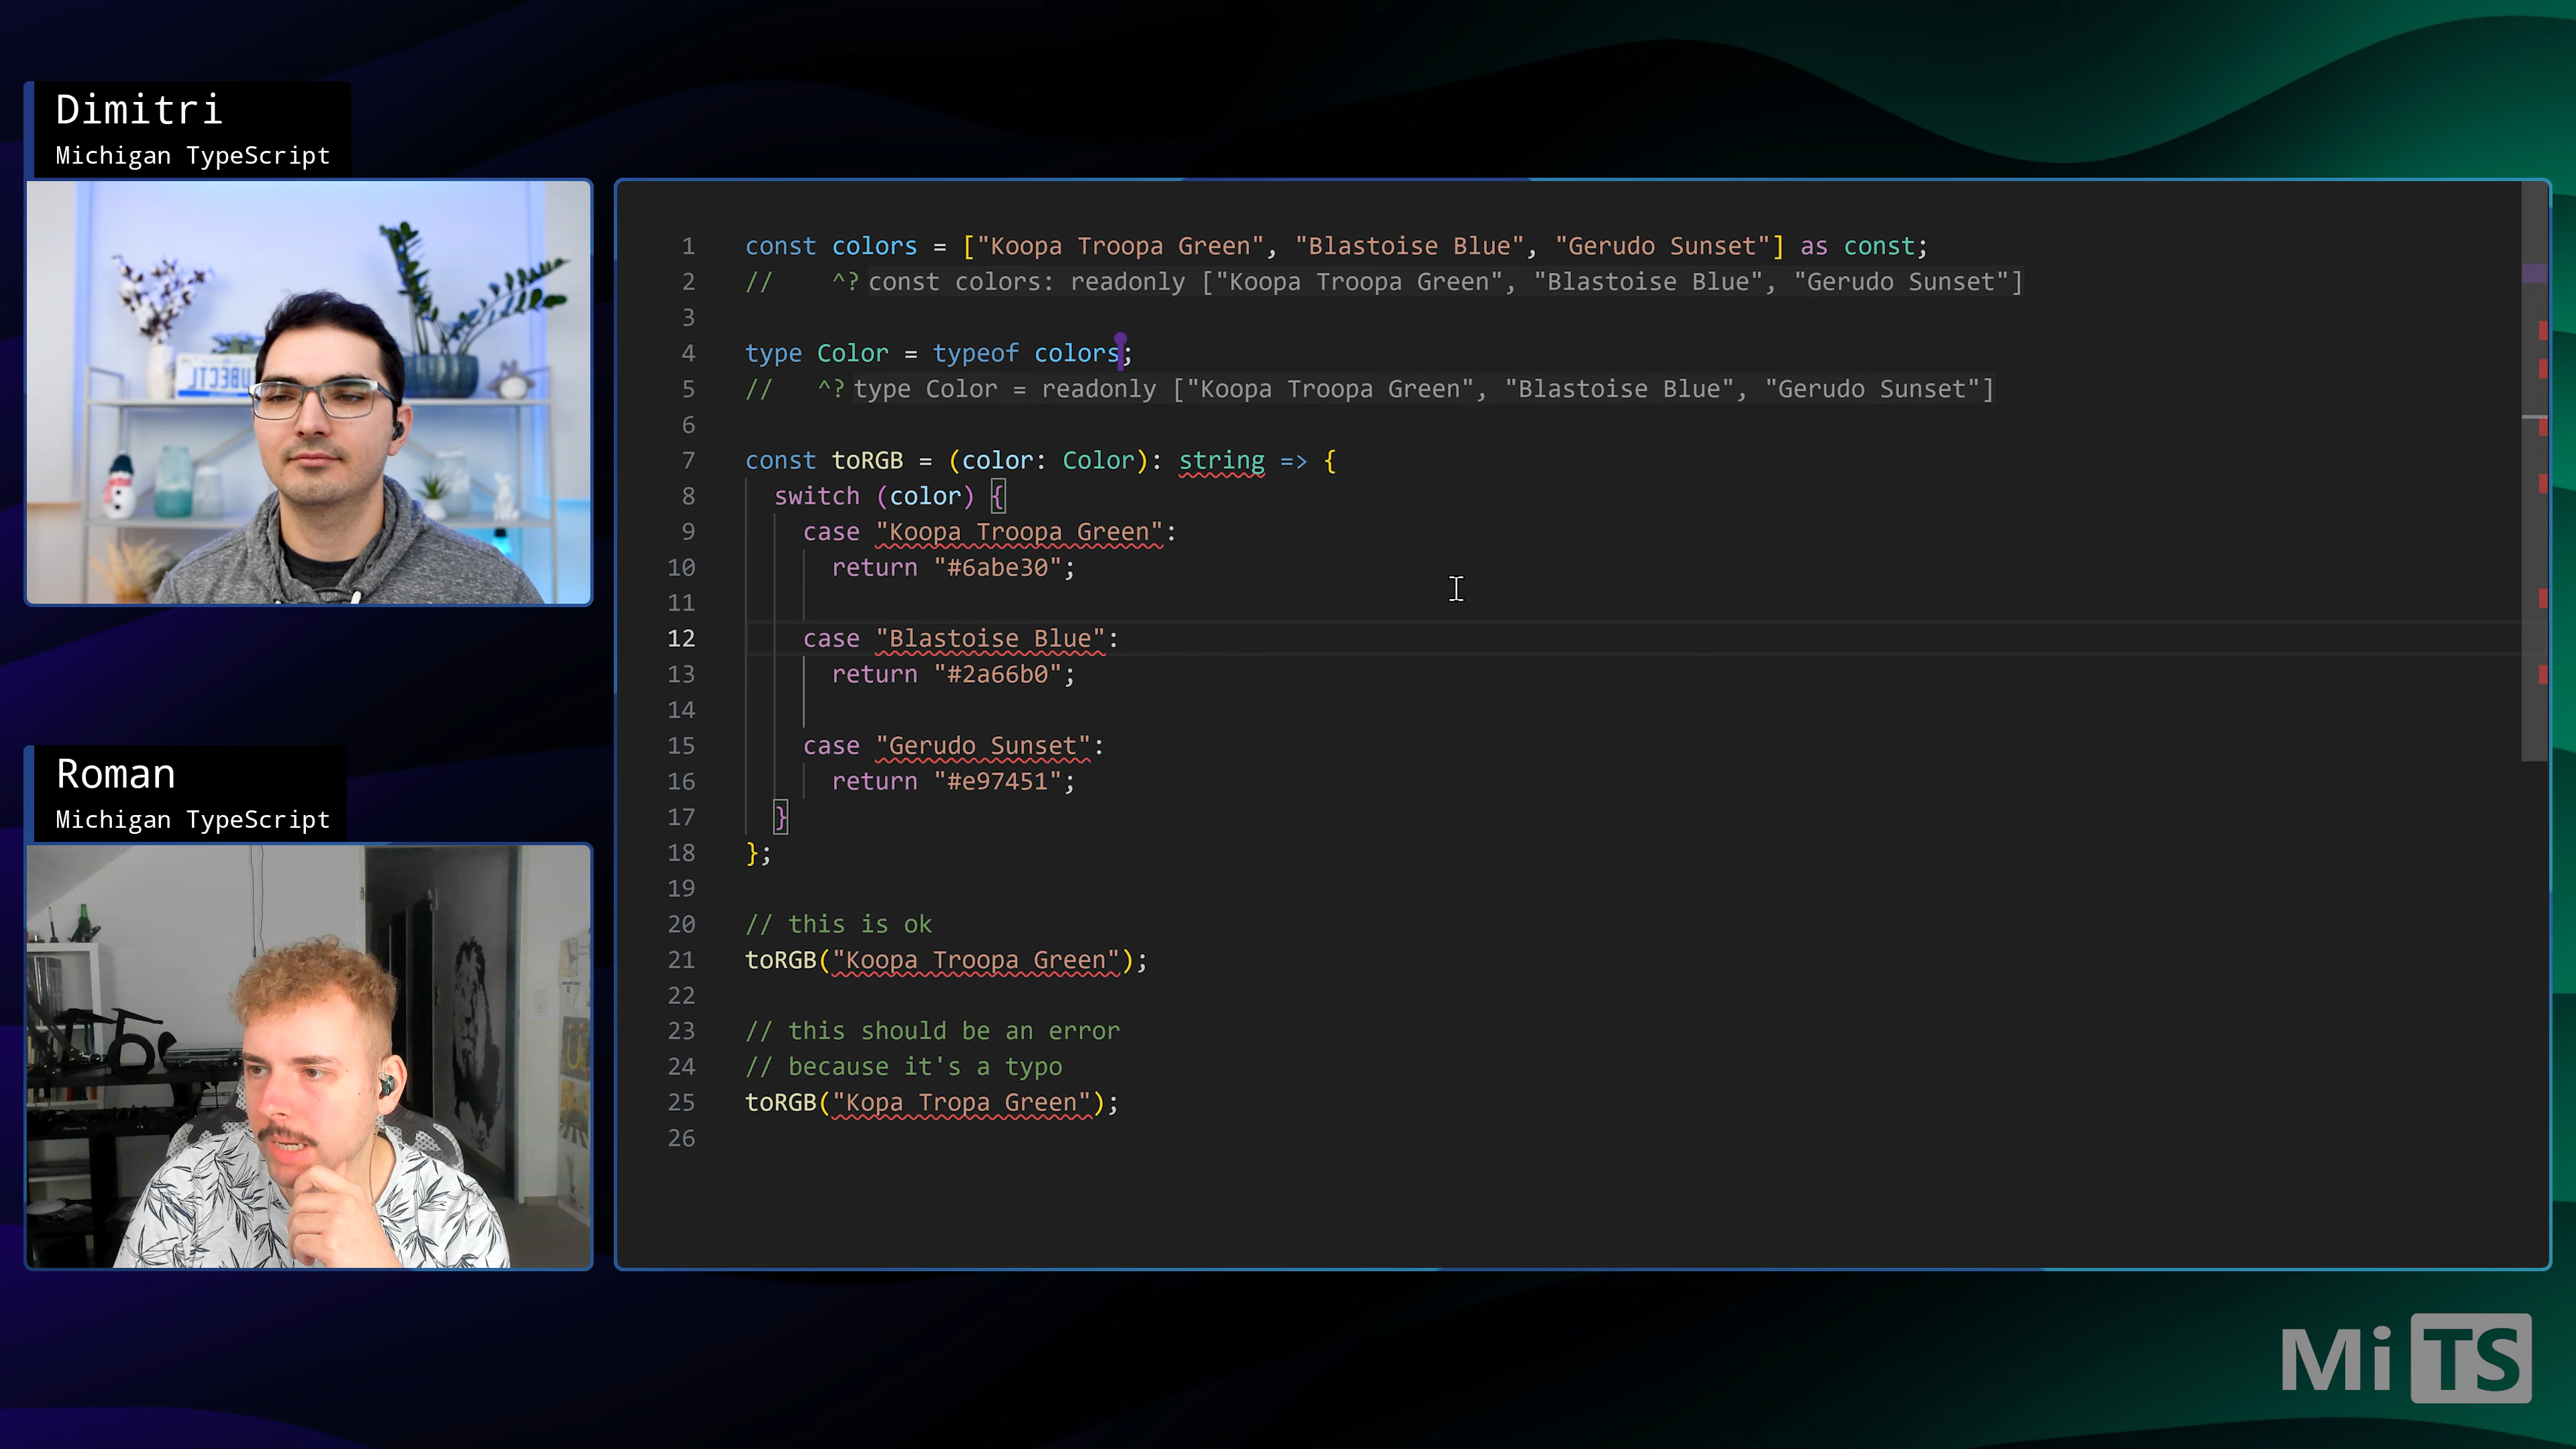 Dimitri
Michigan TypeScript
Roman
Michigan TypeScript
1 const colors = ["Koopa Troopa Green", "Blastoise Blue", "Gerudo Sunset"] as const;
2 //    ^? const colors: readonly ["Koopa Troopa Green", "Blastoise Blue", "Gerudo Sunset"]
3
4 type Color = typeof colors;
5 //   ^? type Color = readonly ["Koopa Troopa Green", "Blastoise Blue", "Gerudo Sunset"]
6
7 const toRGB = (color: Color): string => {
8   switch (color) {
9     case "Koopa Troopa Green":
10       return "#6abe30";
11
12     case "Blastoise Blue":
13       return "#2a66b0";
14
15     case "Gerudo Sunset":
16       return "#e97451";
17   }
18 };
19
20 // this is ok
21 toRGB("Koopa Troopa Green");
22
23 // this should be an error
24 // because it's a typo
25 toRGB("Kopa Tropa Green");
26
Mi TS